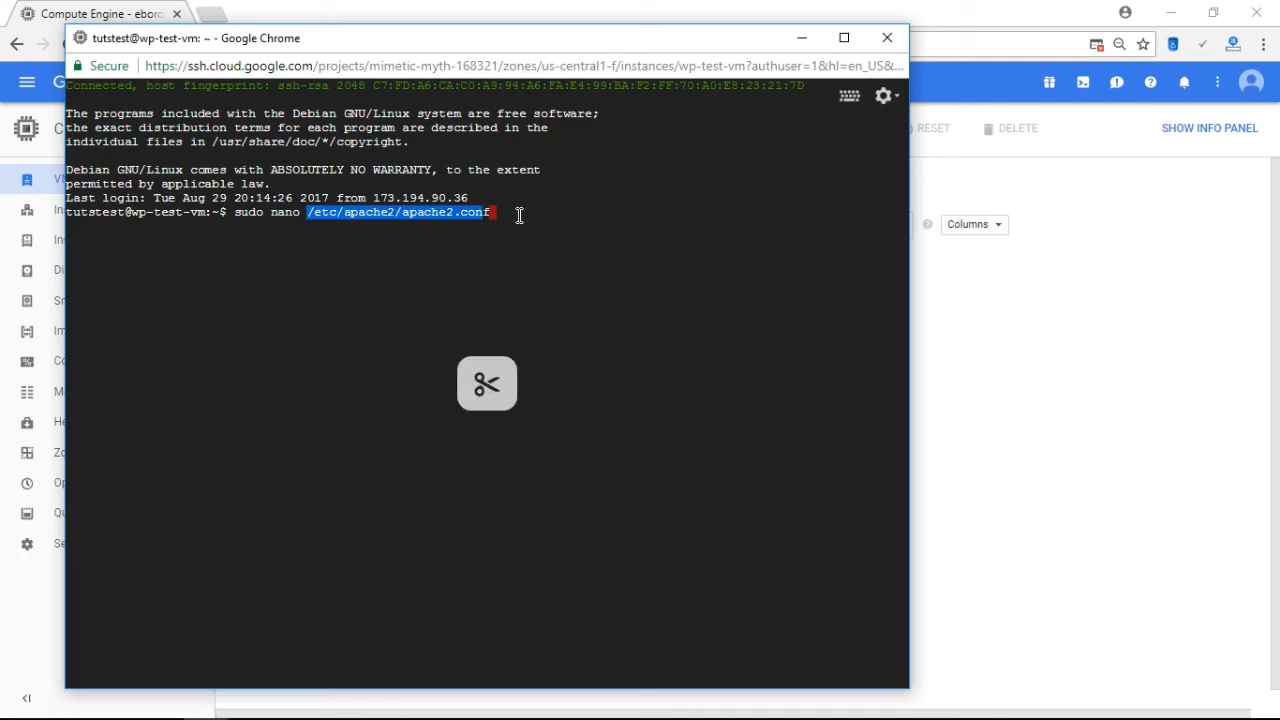 Compute Engine - eborc
tutstest@wp-test-vm: ~ - Google Chrome
Secure https://ssh.cloud.google.com/projects/mimetic-myth-168321/zones/us-central1-f/instances/wp-test-vm?authuser=1&hl=en_US&...
Connected, host fingerprint: ssh-rsa 2048 C7:FD:A6:CA:C0:A9:94:A6:FA:E4:99:BA:F2:FF:70:A0:E8:23:21:7D
RESET DELETE SHOW INFO PANEL
The programs included with the Debian GNU/Linux system are free software;
the exact distribution terms for each program are described in the
individual files in /usr/share/doc/*/copyright.
Debian GNU/Linux comes with ABSOLUTELY NO WARRANTY, to the extent
permitted by applicable law.
Last login: Tue Aug 29 20:14:26 2017 from 173.194.90.36
tutstest@wp-test-vm:~$ sudo nano /etc/apache2/apache2.conf
Columns